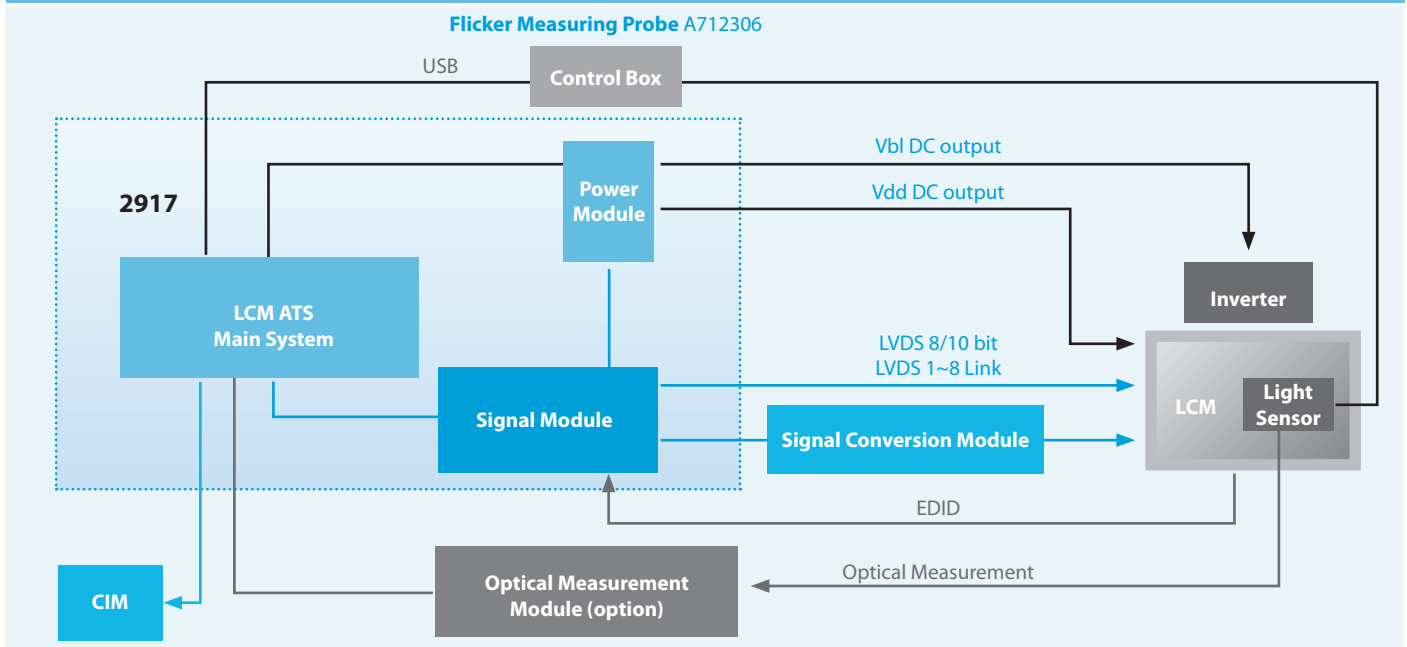 Flicker Measuring Probe A712306
USB
Control Box
Vbl DC output
Power
Module
Vdd DC output
2917
LCM ATS
Main System
Inverter
LVDS 8/10 bit
LVDS 1~8 Link
Signal Module
Signal Conversion Module
LCM
Light
Sensor
EDID
Optical Measurement
Module (option)
Optical Measurement
CIM